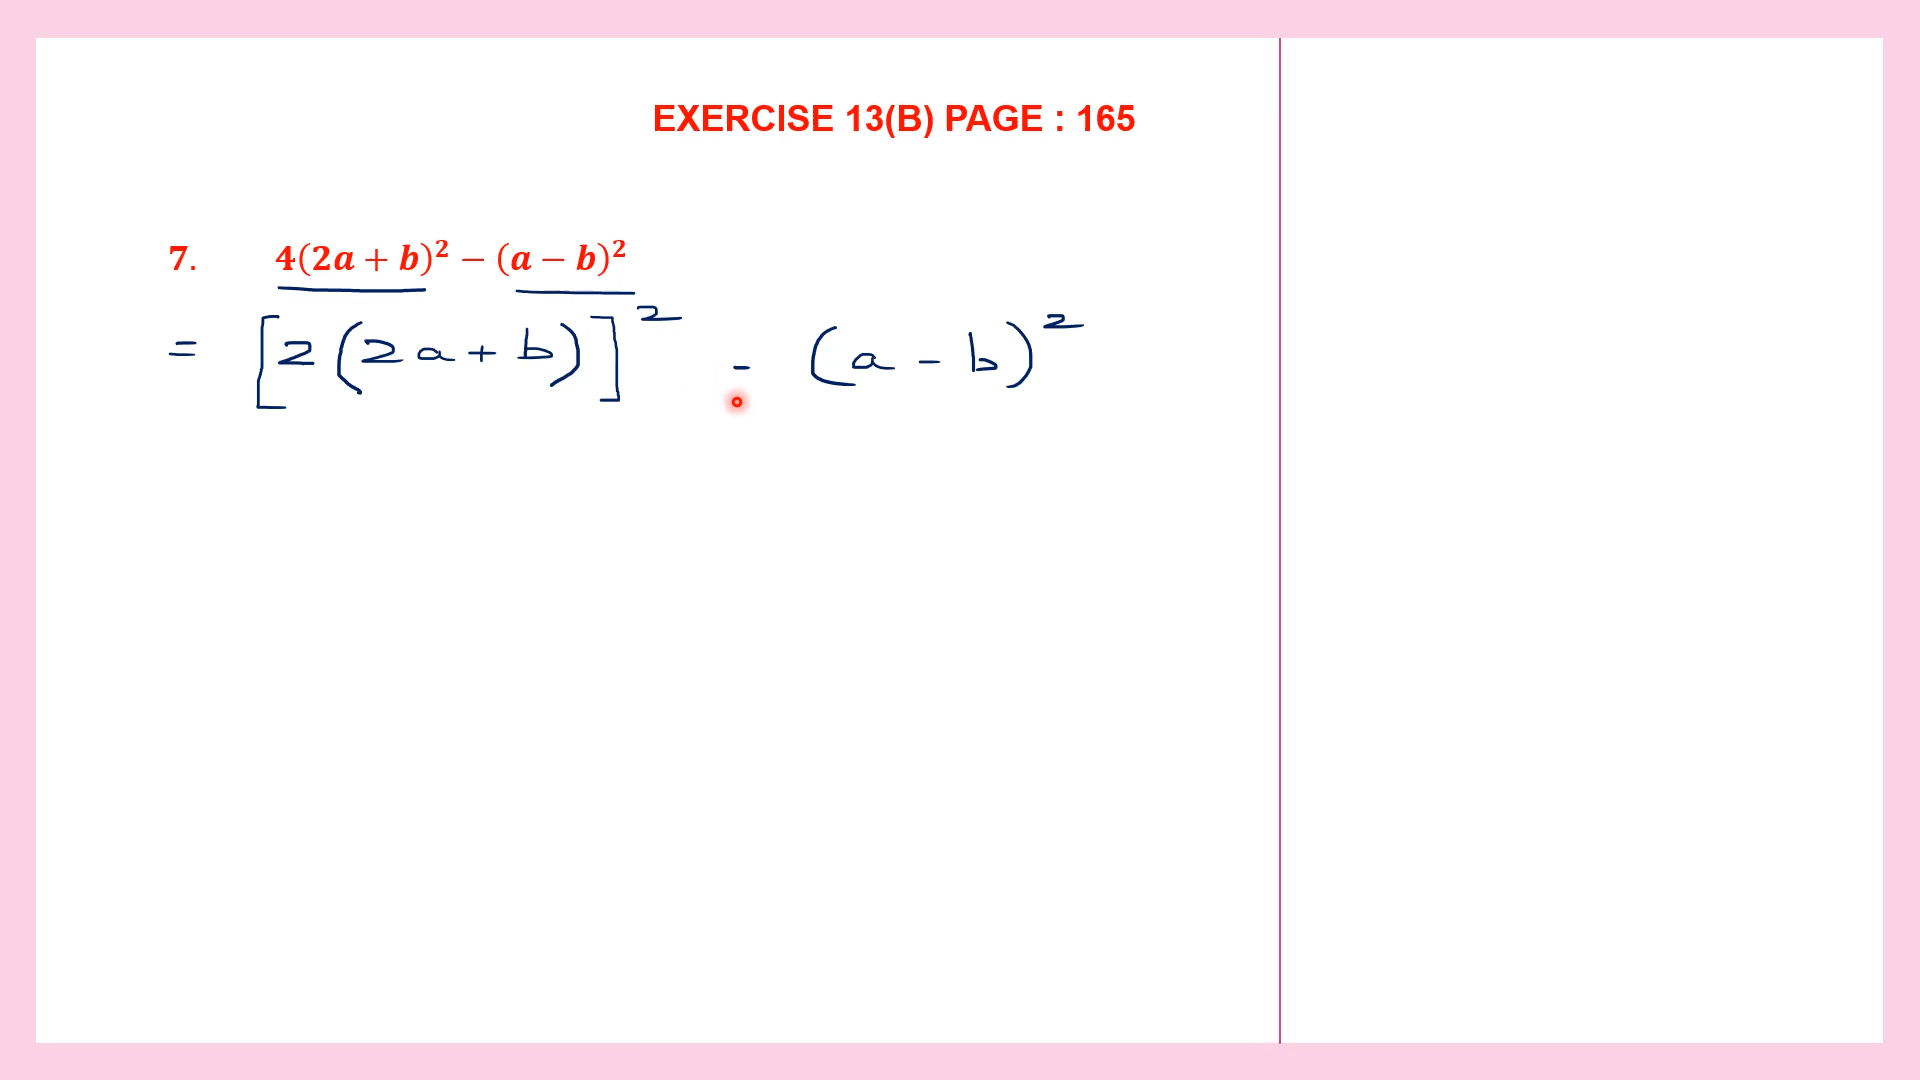 EXERCISE 13(B) PAGE : 165
7. 4(2a + b)² − (a − b)²
= [2(2a + b)]² - (a - b)²